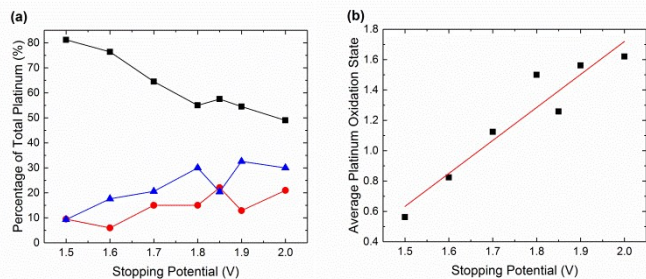 (a)
Percentage of Total Platinum (%)
80
70
60
50
40
30
20
10
0
1.5 1.6 1.7 1.8 1.9 2.0
Stopping Potential (V)
(b)
Average Platinum Oxidation State
1.8
1.6
1.4
1.2
1.0
0.8
0.6
0.4
1.5 1.6 1.7 1.8 1.9 2.0
Stopping Potential (V)